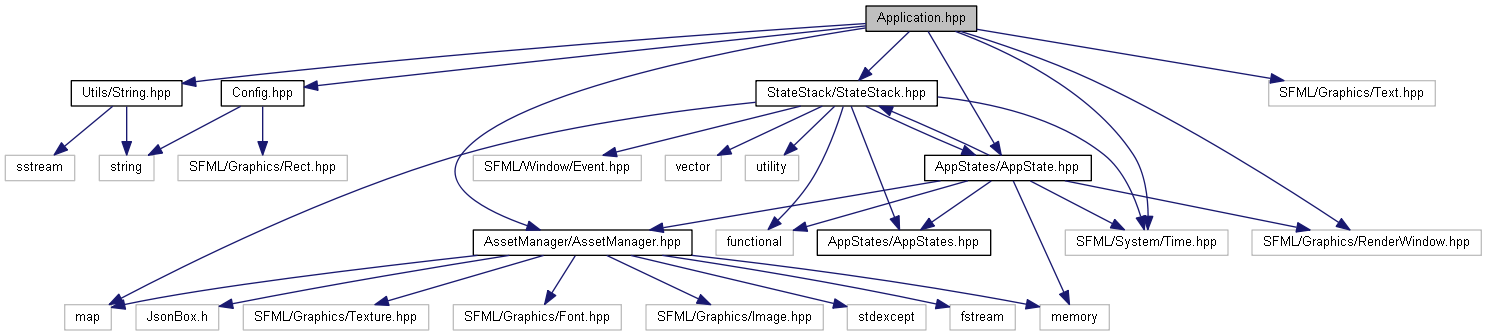 Application.hpp
Utils/String.hpp
Config.hpp
StateStack/StateStack.hpp
SFML/Graphics/Text.hpp
sstream
string
SFML/Graphics/Rect.hpp
SFML/Window/Event.hpp
vector
utility
AppStates/AppState.hpp
AssetManager/AssetManager.hpp
functional
AppStates/AppStates.hpp
SFML/System/Time.hpp
SFML/Graphics/RenderWindow.hpp
map
JsonBox.h
SFML/Graphics/Texture.hpp
SFML/Graphics/Font.hpp
SFML/Graphics/Image.hpp
stdexcept
fstream
memory